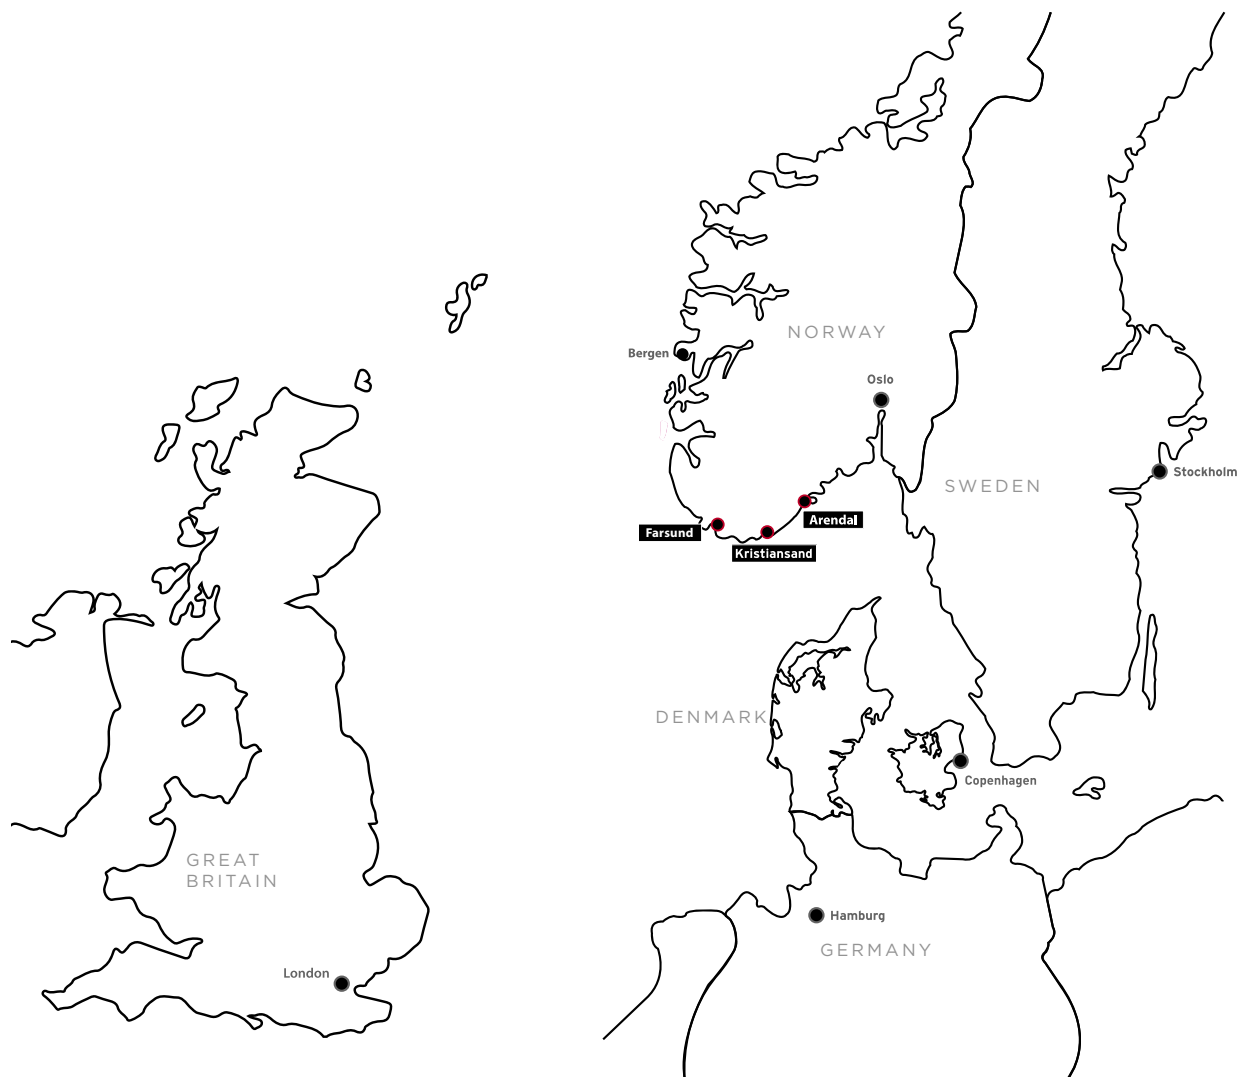 NORWAY
Bergen
Oslo
Stockholm
SWEDEN
Arendal
Farsund
Kristiansand
DENMARK
Copenhagen
GREAT
BRITAIN
Hamburg
GERMANY
London